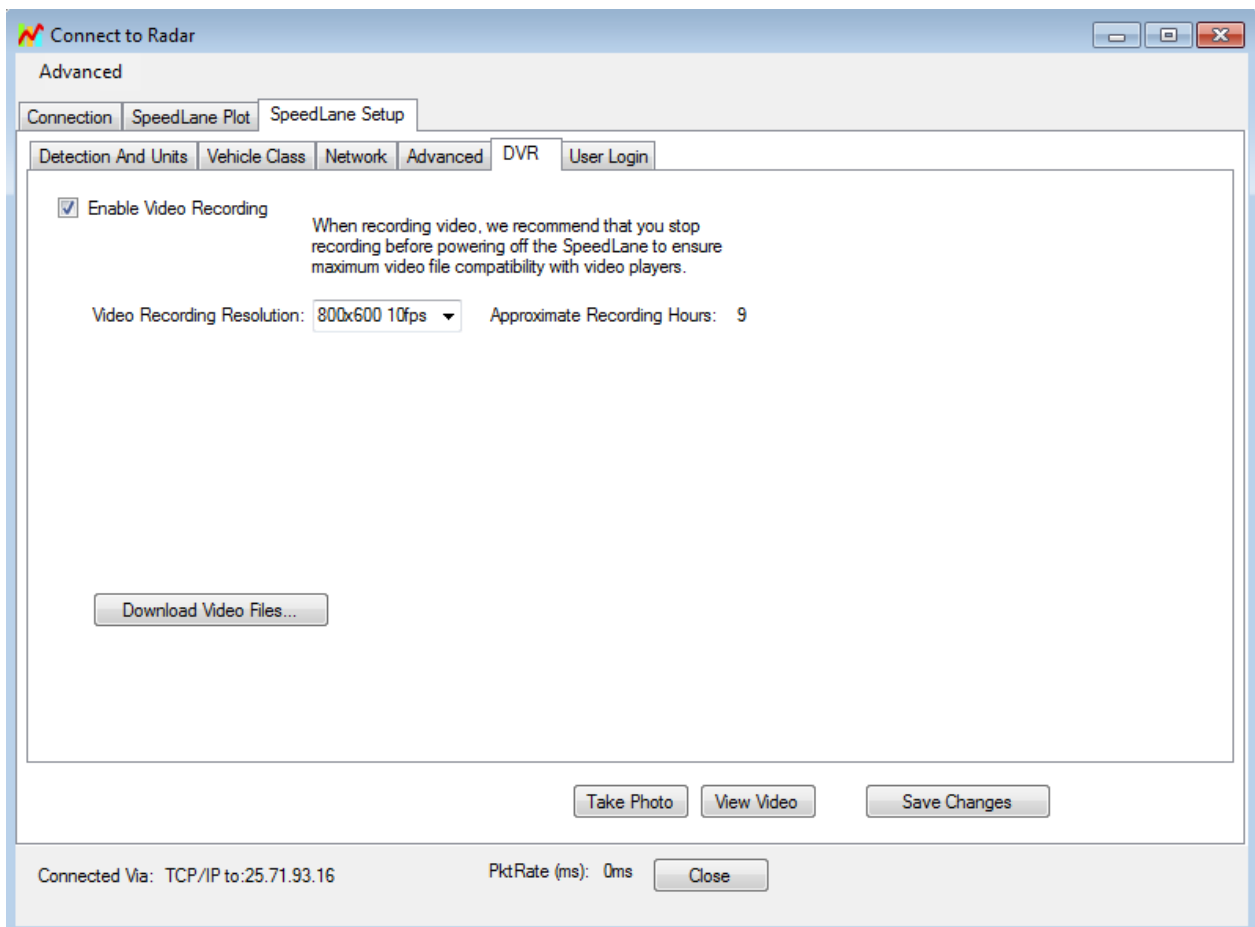 Connect to Radar
Advanced
Connection SpeedLane Plot SpeedLane Setup
Detection And Units Vehicle Class Network Advanced DVR User Login
Enable Video Recording
When recording video, we recommend that you stop
recording before powering off the SpeedLane to ensure
maximum video file compatibility with video players.
Video Recording Resolution: 800x600 10fps Approximate Recording Hours: 9
Download Video Files...
Take Photo View Video Save Changes
Connected Via: TCP/IP to:25.71.93.16 PktRate (ms): 0ms Close